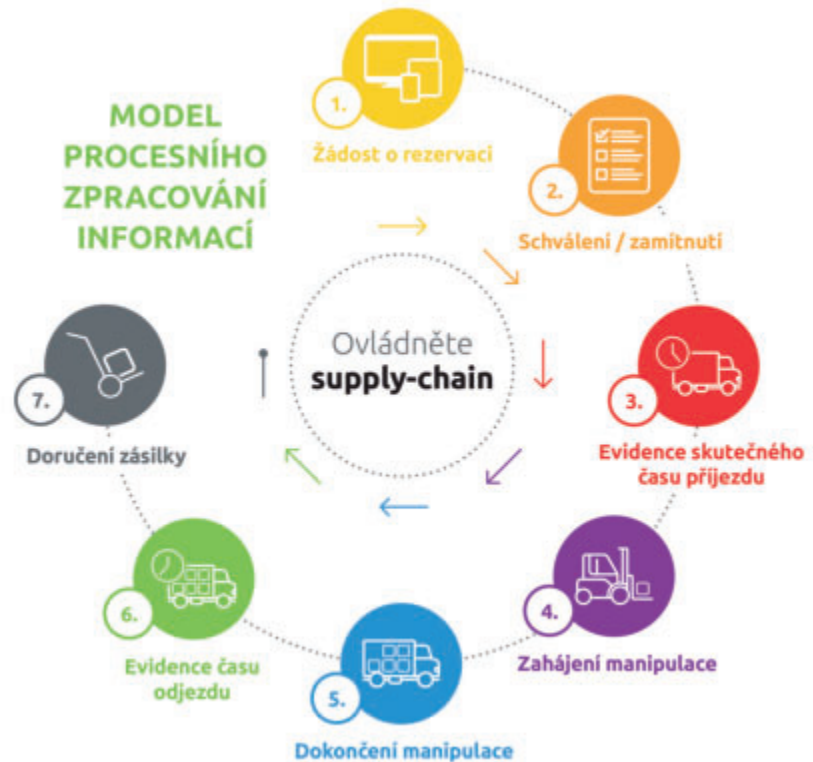 MODEL
PROCESNÍHO
ZPRACOVÁNÍ
INFORMACÍ
1.
Žádost o rezervaci
2.
Schválení / zamítnutí
3.
Evidence skutečného
času příjezdu
4.
Zahájení manipulace
5.
Dokončení manipulace
6.
Evidence času
odjezdu
7.
Doručení zásilky
Ovládněte
supply-chain